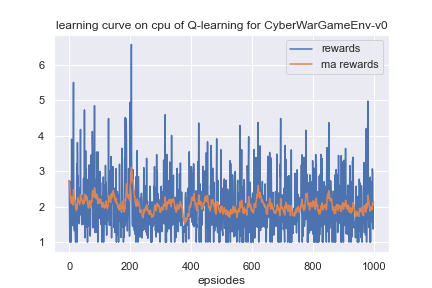 learning curve on cpu of Q-learning for CyberWarGameEnv-v0
rewards
ma rewards
6
5
4
3
2
1
0 200 400 600 800 1000
epsiodes